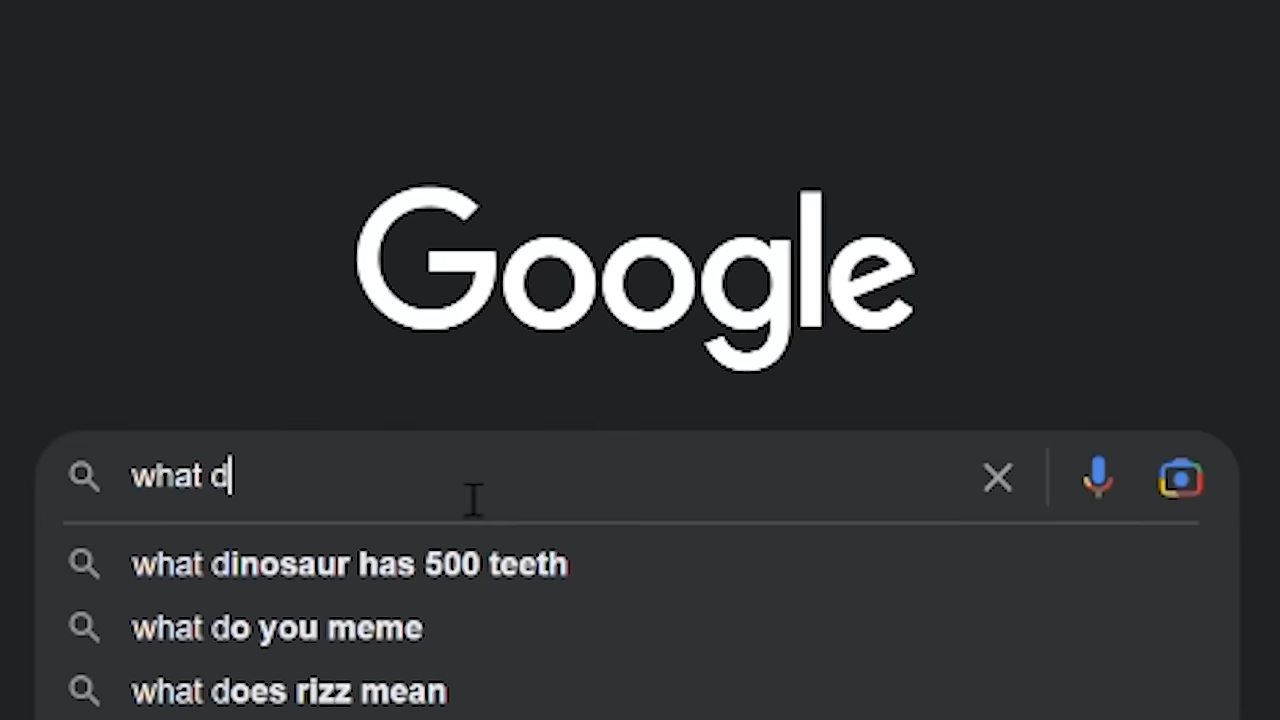 Google
what d
what dinosaur has 500 teeth
what do you meme
what does rizz mean